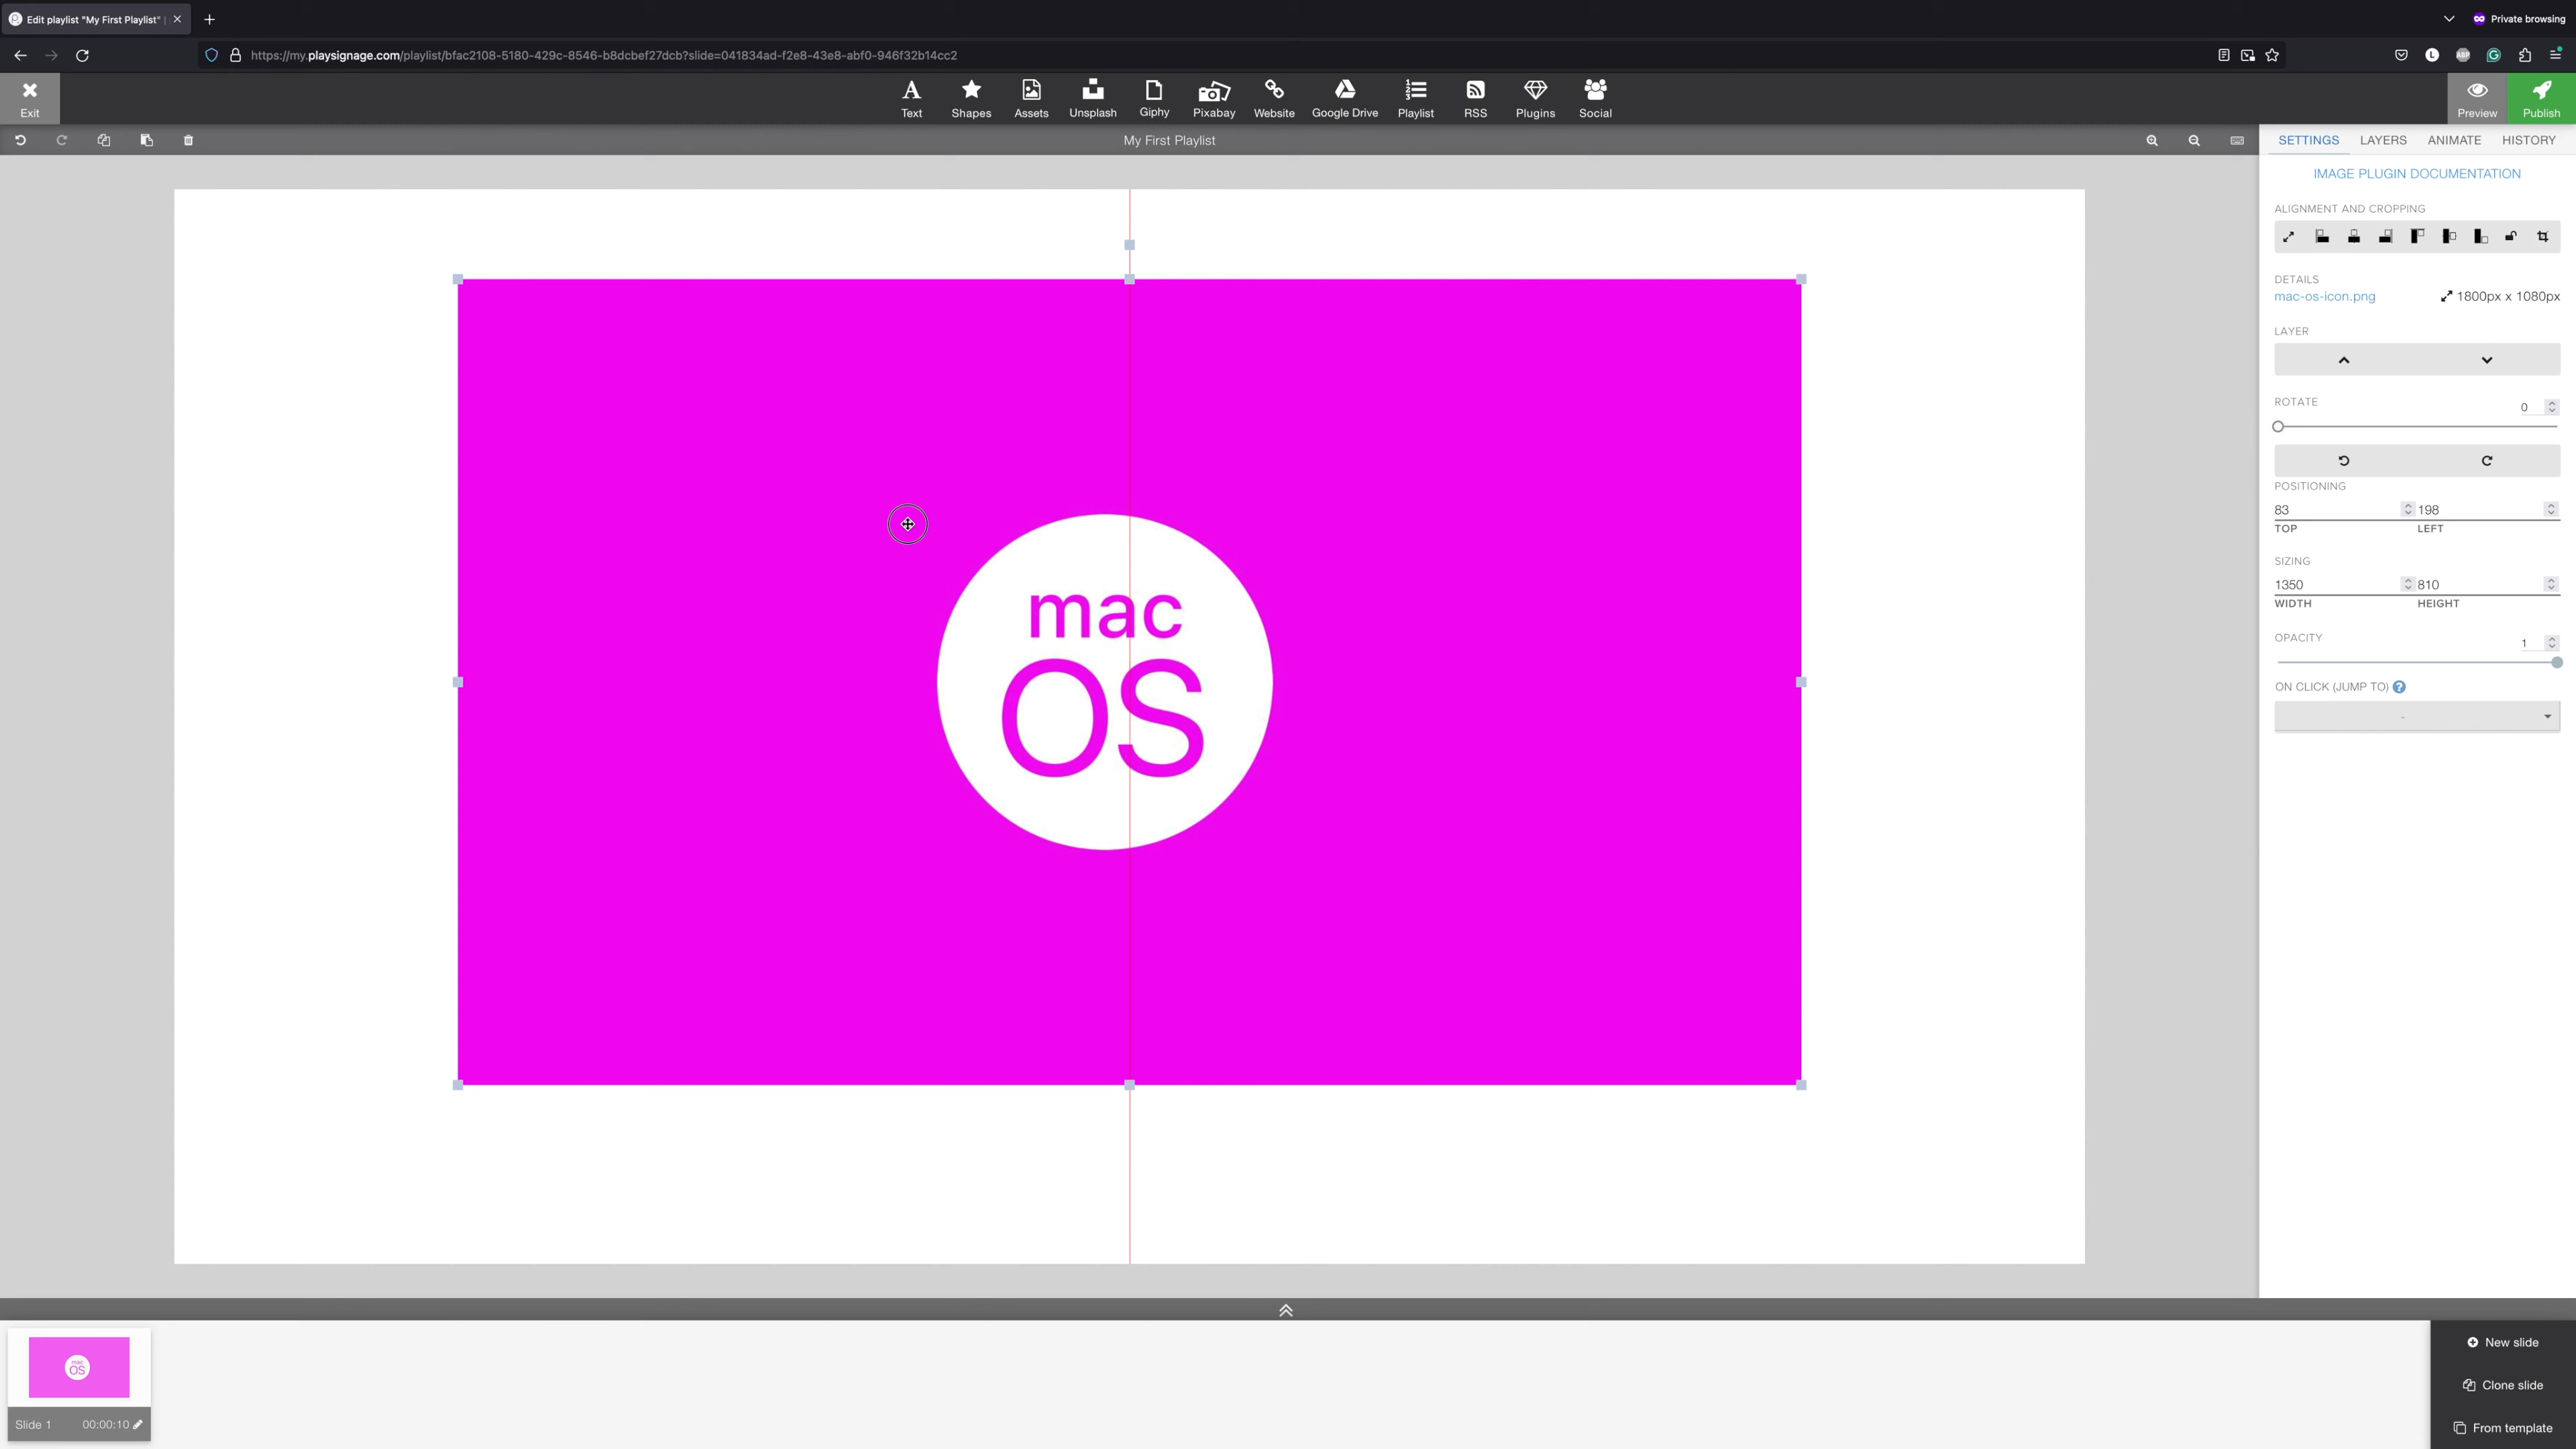 Edit playlist "My First Playlist" |
Private browsing
https://my.playsignage.com/playlist/bfac2108-5180-429c-8546-b8dcbef27dcb?slide=041834ad-f2e8-43e8-abf0-946f32b14cc2
L
ABP
Exit
Text
Shapes
Assets
Unsplash
Giphy
Pixabay
Website
Google Drive
Playlist
RSS
Plugins
Social
Preview
Publish
My First Playlist
SETTINGS LAYERS ANIMATE HISTORY
IMAGE PLUGIN DOCUMENTATION
ALIGNMENT AND CROPPING
DETAILS
mac-os-icon.png 1800px x 1080px
LAYER
ROTATE
0
POSITIONING
83 198
TOP LEFT
SIZING
1350 810
WIDTH HEIGHT
OPACITY
1
ON CLICK (JUMP TO) ?
-
mac
OS
mac
OS
Slide 1 00:00:10
New slide
Clone slide
From template